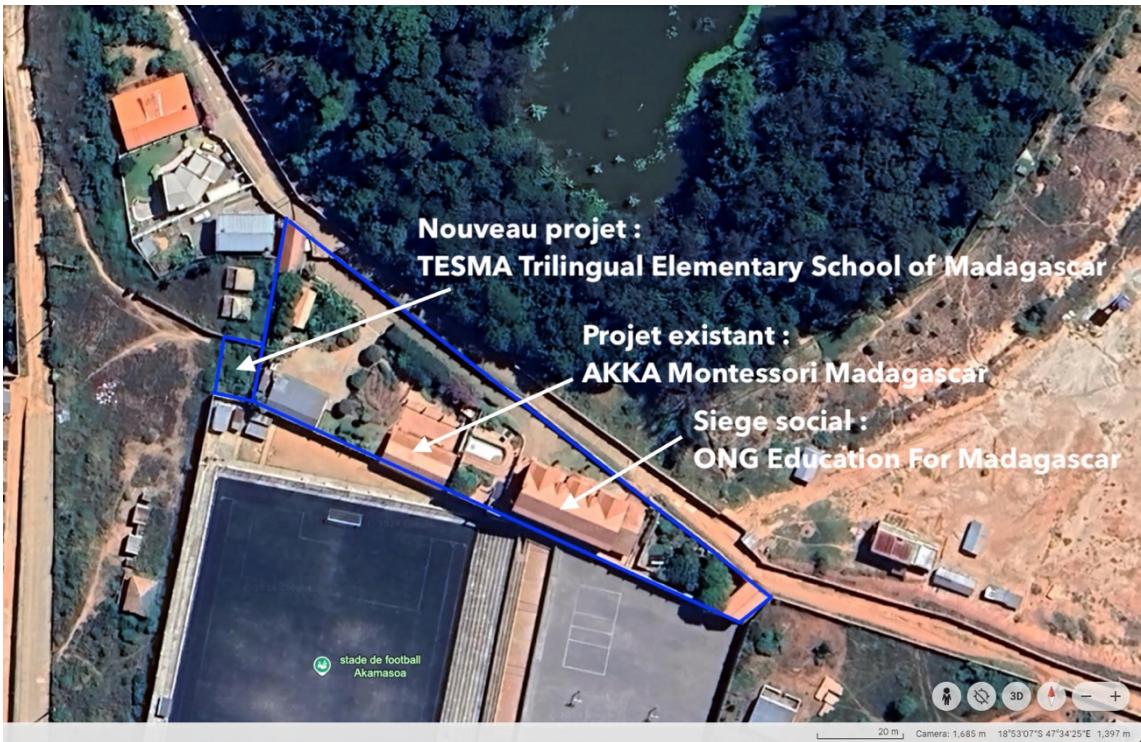 Nouveau projet :
TESMA Trilingual Elementary School of Madagascar
Projet existant :
AKKA Montessori Madagascar
Siege social :
ONG Education For Madagascar
stade de football
Akamasoa
3D
20 m
Camera: 1,685 m 18°53'07"S 47°34'25"E 1,397 m